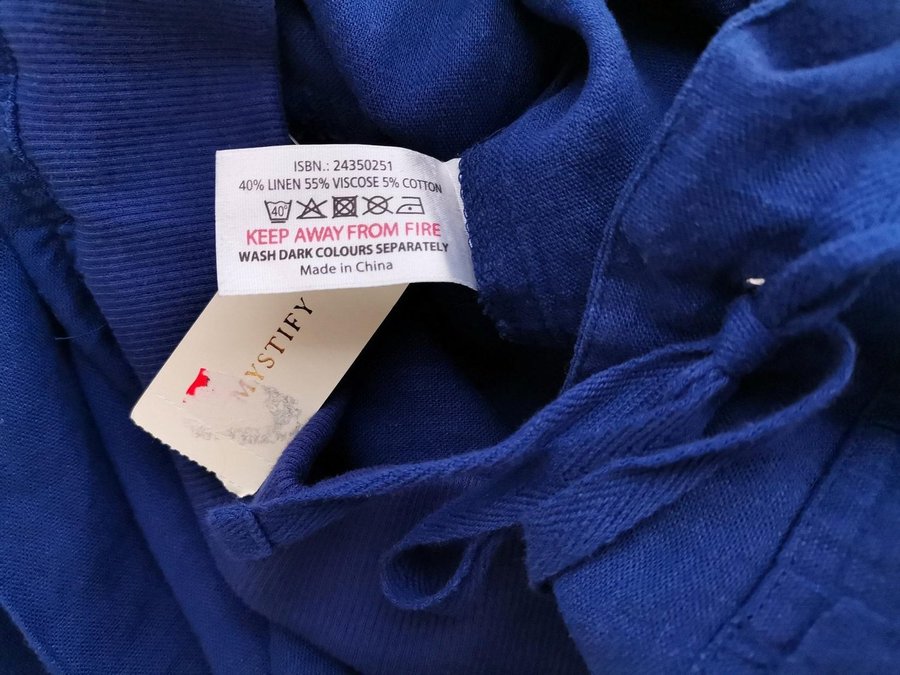 ISBN.: 24350251
40% LINEN 55% VISCOSE 5% COTTON
40°
KEEP AWAY FROM FIRE
WASH DARK COLOURS SEPARATELY
Made in China
MYSTIFY